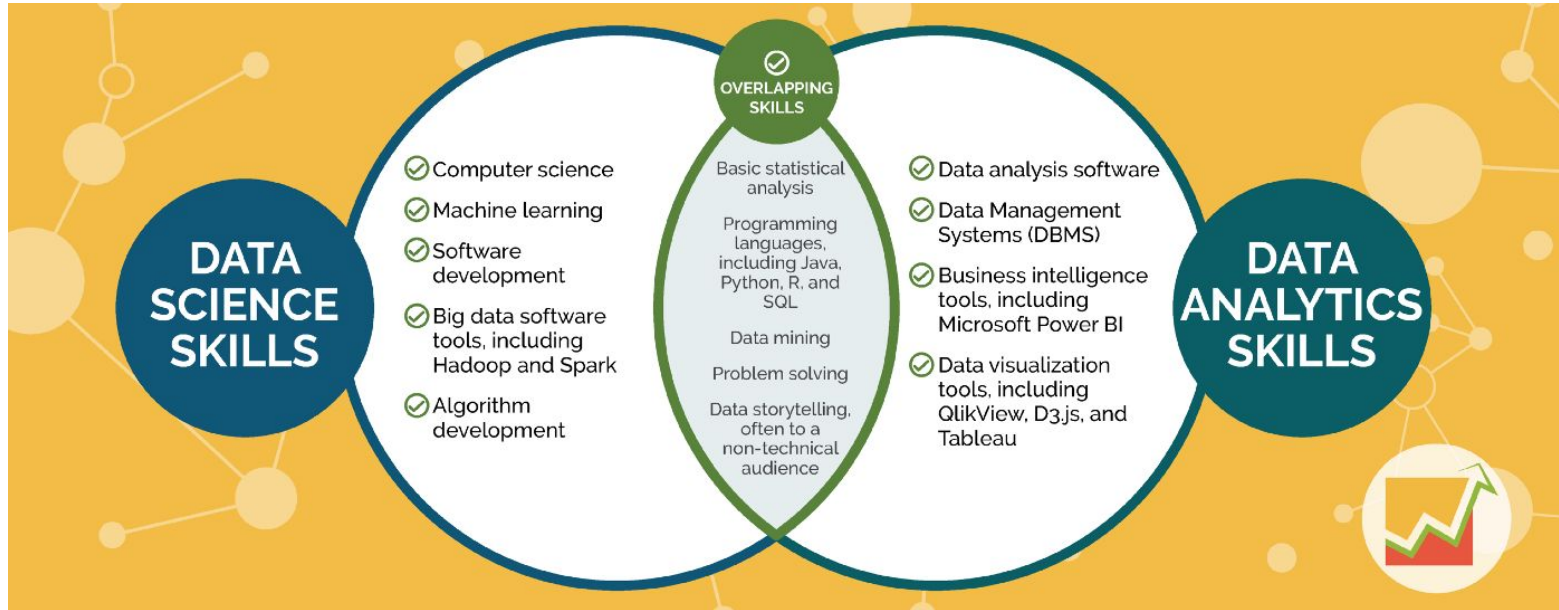 DATA
SCIENCE
SKILLS
Computer science
Machine learning
Software
development
Big data software
tools, including
Hadoop and Spark
Algorithm
development
OVERLAPPING
SKILLS
Basic statistical
analysis
Programming
languages,
including Java,
Python, R, and
SQL
Data mining
Problem solving
Data storytelling,
often to a
non-technical
audience
Data analysis software
Data Management
Systems (DBMS)
Business intelligence
tools, including
Microsoft Power BI
Data visualization
tools, including
QlikView, D3.js, and
Tableau
DATA
ANALYTICS
SKILLS